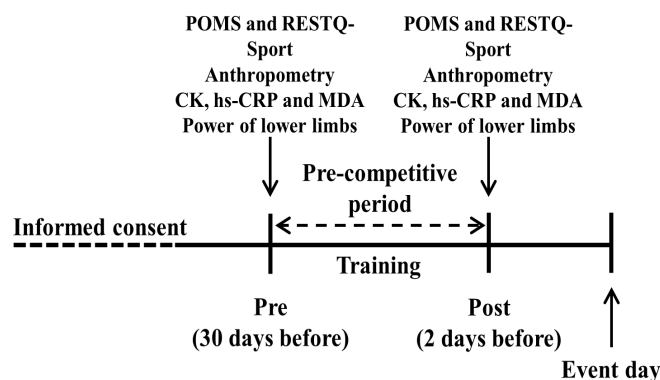 POMS and RESTQ-
Sport
Anthropometry
CK, hs-CRP and MDA
Power of lower limbs
POMS and RESTQ-
Sport
Anthropometry
CK, hs-CRP and MDA
Power of lower limbs
Pre-competitive
period
Informed consent
Training
Pre
(30 days before)
Post
(2 days before)
Event day